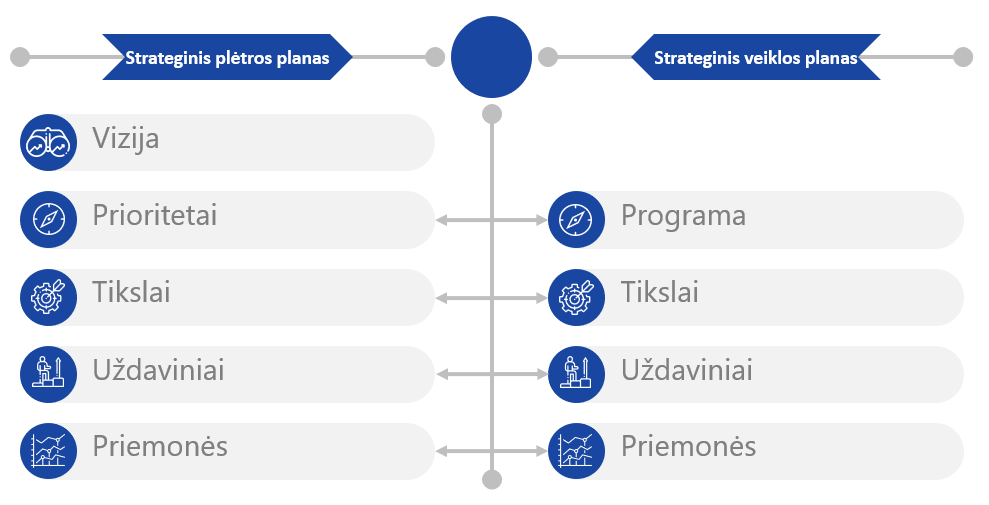 Strateginis plėtros planas
Strateginis veiklos planas
Vizija
Prioritetai
Programa
Tikslai
Tikslai
Uždaviniai
Uždaviniai
Priemonės
Priemonės